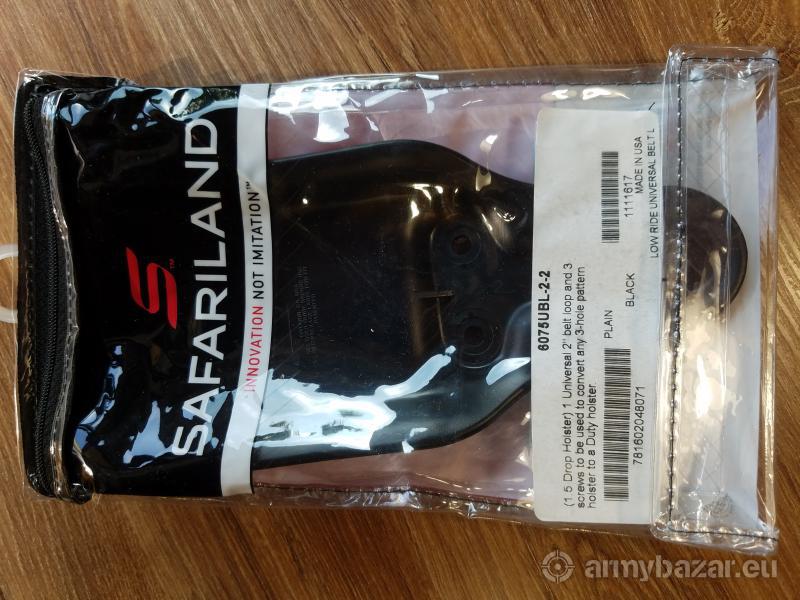 SAFARILAND™
INNOVATION NOT IMITATION™
6075UBL-2-2
(1 5 Drop Holster) 1 Universal 2" belt loop and 3
screws to be used to convert any 3-hole pattern
holster to a Duty holster.
PLAIN
BLACK
781602048071
1111617
MADE IN USA
LOW RIDE UNIVERSAL BELT L
armybazar.eu